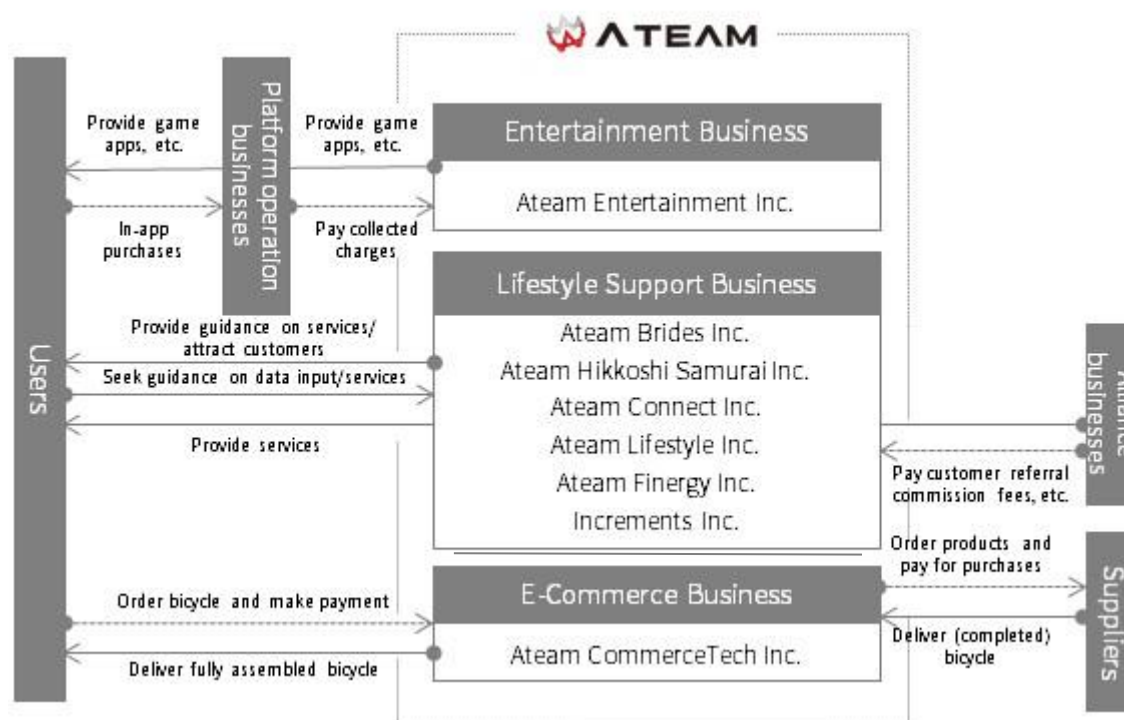 ATEAM
Users
Platform operation
businesses
Provide game
apps, etc.
Provide game
apps, etc.
In-app
purchases
Pay collected
charges
Entertainment Business
Ateam Entertainment Inc.
Lifestyle Support Business
Ateam Brides Inc.
Ateam Hikkoshi Samurai Inc.
Ateam Connect Inc.
Ateam Lifestyle Inc.
Ateam Finergy Inc.
Increments Inc.
Provide guidance on services/
attract customers
Seek guidance on data input/services
Provide services
Alliance
businesses
Pay customer referral
commission fees, etc.
E-Commerce Business
Ateam CommerceTech Inc.
Order bicycle and make payment
Deliver fully assembled bicycle
Order products and
pay for purchases
Deliver (completed)
bicycle
Suppliers